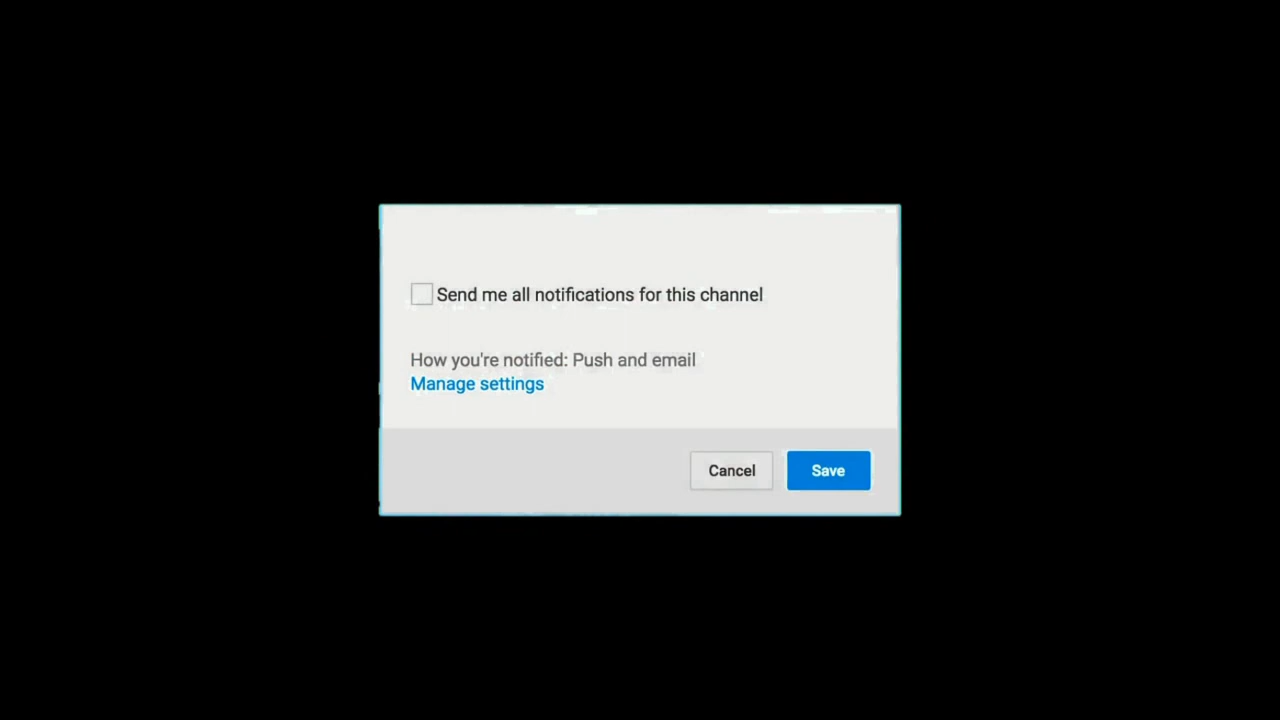 Send me all notifications for this channel
How you're notified: Push and email
Manage settings
Cancel
Save